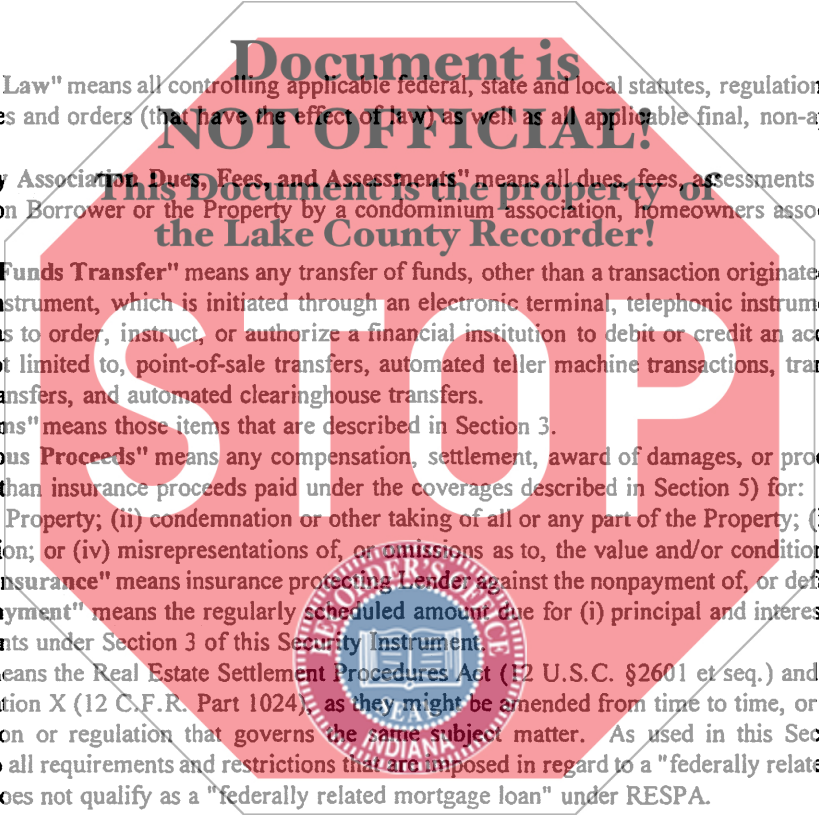 Document is
Law" means all controlling applicable federal, state and local statutes, regulation
s and orders (that have the effect of law) as well as all applicable final, non-a
NOT OFFICIAL!
Association Dues, Fees, and Assessments" means all dues, fees, assessments
This Document is the property of
n Borrower or the Property by a condominium association, homeowners asso
the Lake County Recorder!
Funds Transfer" means any transfer of funds, other than a transaction originate
strument, which is initiated through an electronic terminal, telephonic instrum
s to order, instruct, or authorize a financial institution to debit or credit an acc
t limited to, point-of-sale transfers, automated teller machine transactions, tra
ansfers, and automated clearinghouse transfers.
ms" means those items that are described in Section 3.
us Proceeds" means any compensation, settlement, award of damages, or pro
than insurance proceeds paid under the coverages described in Section 5) for:
Property; (ii) condemnation or other taking of all or any part of the Property; (
ion; or (iv) misrepresentations of, or omissions as to, the value and/or condition
nsurance" means insurance protecting Lender against the nonpayment of, or def
yment" means the regularly scheduled amount due for (i) principal and interes
nts under Section 3 of this Security Instrument.
eans the Real Estate Settlement Procedures Act (12 U.S.C. §2601 et seq.) and
tion X (12 C.F.R. Part 1024), as they might be amended from time to time, or
on or regulation that governs the same subject matter. As used in this Sec
all requirements and restrictions that are imposed in regard to a "federally relate
oes not qualify as a "federally related mortgage loan" under RESPA.
STOP
RECORDER'S OFFICE
SEAL
INDIANA